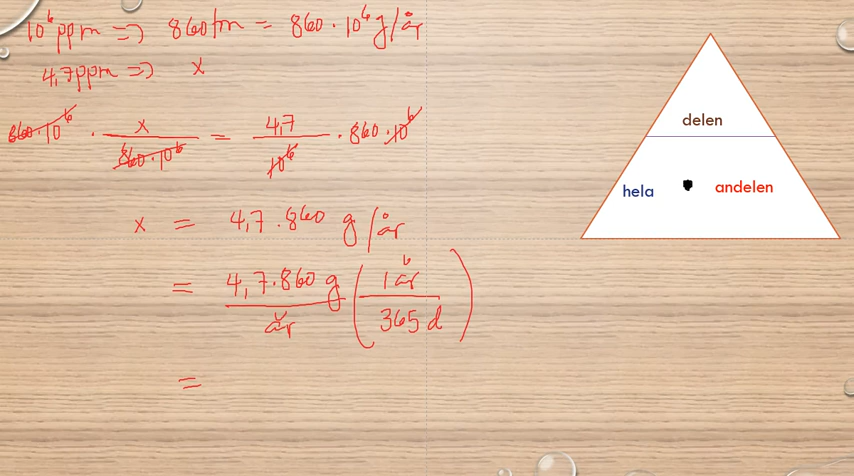 10⁶ ppm => 860 ton = 860 · 10⁶ g/år
4,7 ppm => x
860·10⁶ · x / 860·10⁶ = 4,7 / 10⁶ · 860 · 10⁶
x = 4,7 · 860 g/år
= 4,7·860 g / år ( 1 år / 365 d )
=
delen
hela • andelen